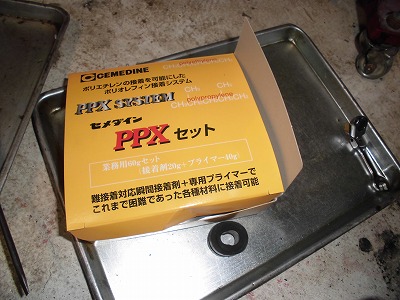 CEMEDINE
ポリエチレンの接着を可能にした
ポリオレフィン接着システム
PPX SYSTEM
polypropylene
セメダイン
PPXセット
業務用60gセット
(接着剤20g+プライマー40g)
難接着対応瞬間接着剤+専用プライマーで
これまで困難であった各種材料に接着可能